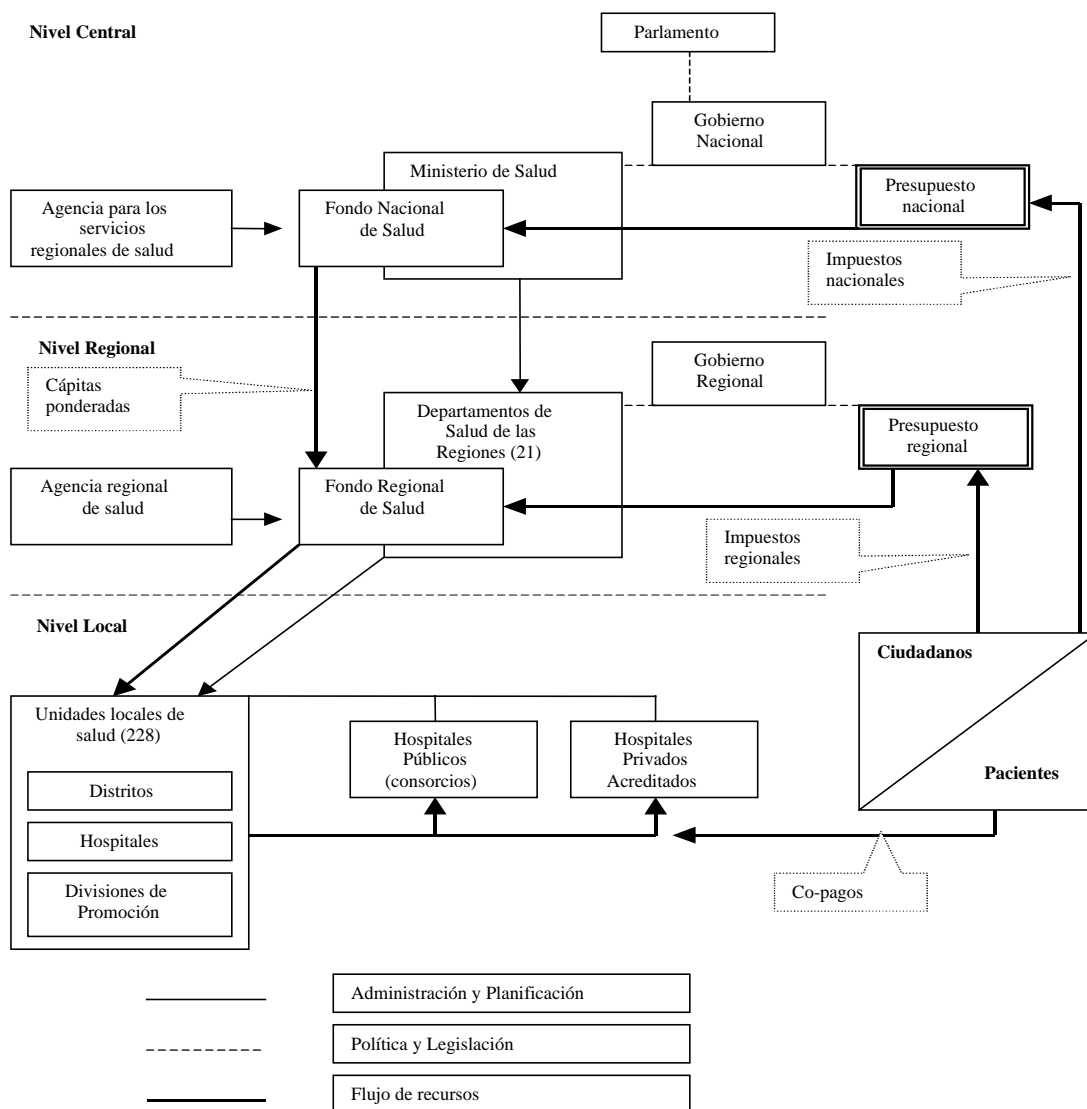 Nivel Central
Parlamento
Gobierno
Nacional
Ministerio de Salud
Presupuesto
nacional
Agencia para los
servicios
regionales de salud
Fondo Nacional
de Salud
Impuestos
nacionales
Nivel Regional
Gobierno
Regional
Cápitas
ponderadas
Departamentos de
Salud de las
Regiones (21)
Presupuesto
regional
Agencia regional
de salud
Fondo Regional
de Salud
Impuestos
regionales
Nivel Local
Ciudadanos
Pacientes
Unidades locales de
salud (228)
Distritos
Hospitales
Divisiones de
Promoción
Hospitales
Públicos
(consorcios)
Hospitales
Privados
Acreditados
Co-pagos
Administración y Planificación
Política y Legislación
Flujo de recursos